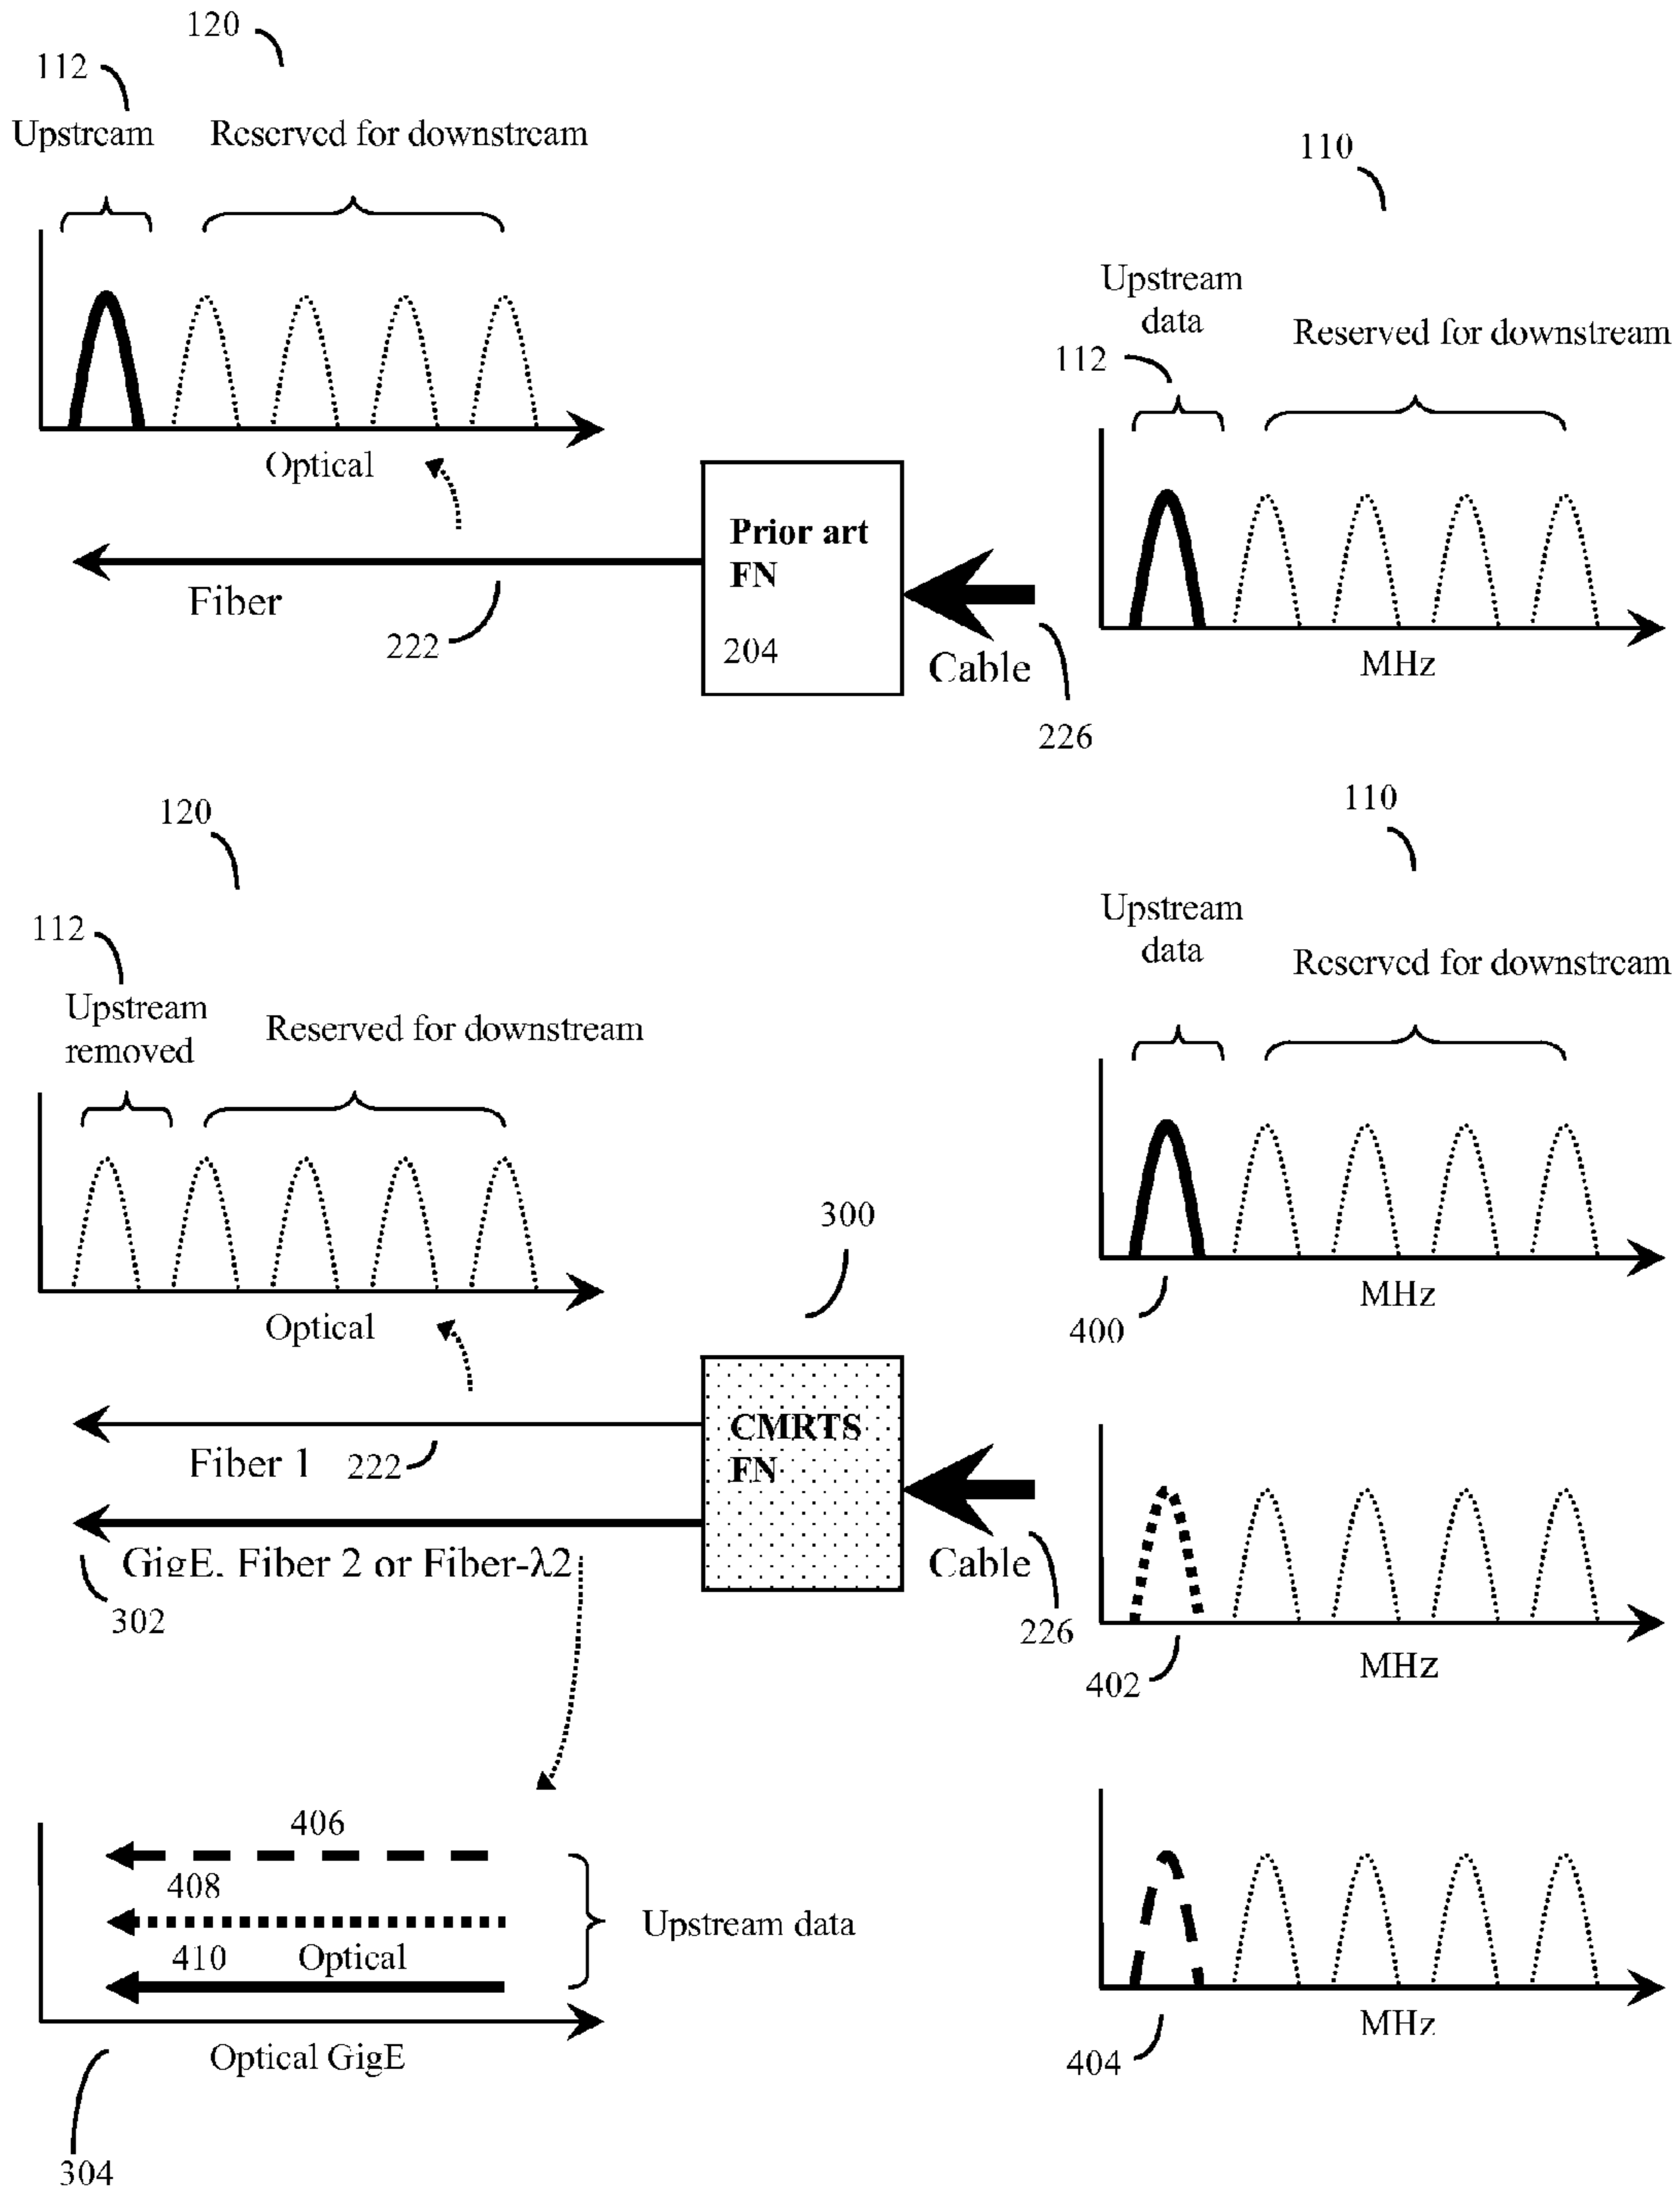 120
112
Upstream
Reserved for downstream
110
Upstream
data
Reserved for downstream
112
Optical
Prior art
FN
204
Fiber
222
Cable
226
MHz
120
110
112
Upstream
removed
Reserved for downstream
Upstream
data
Reserved for downstream
300
400
MHz
Optical
CMRTS
FN
Fiber 1
222
GigE, Fiber 2 or Fiber-λ2
302
Cable
226
402
MHz
406
408
410
Optical
Upstream data
Optical GigE
304
404
MHz